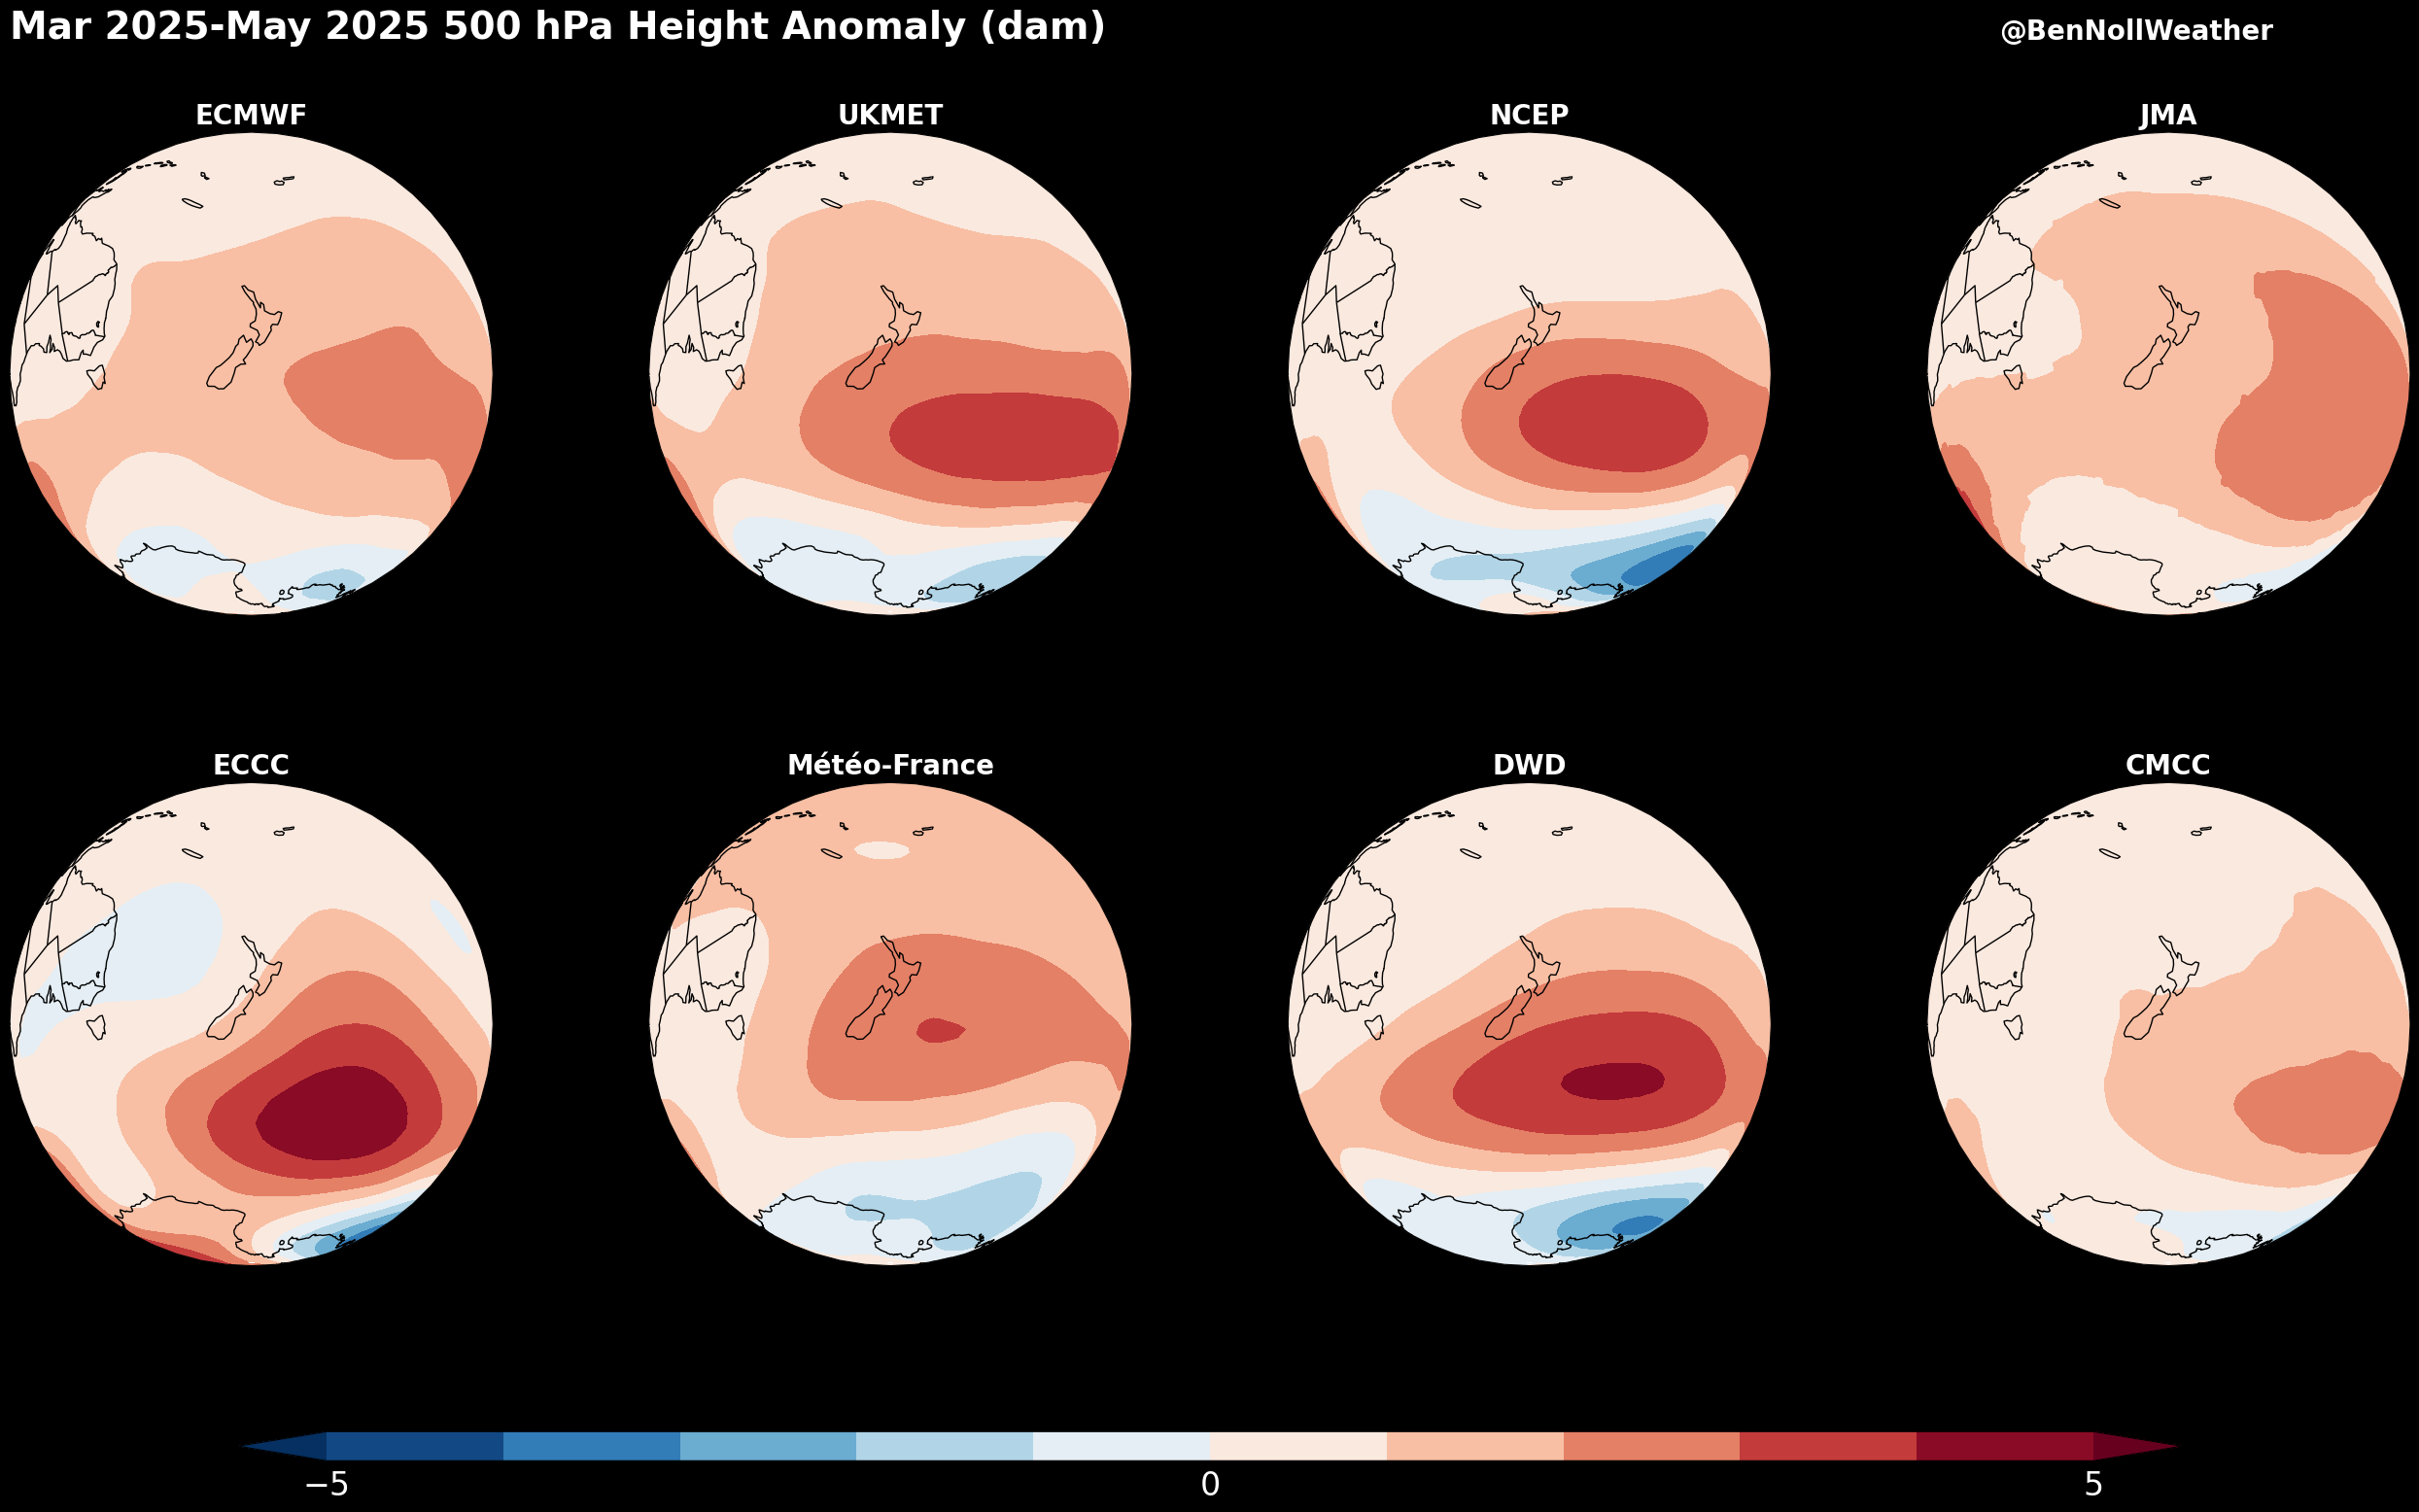 Mar 2025-May 2025 500 hPa Height Anomaly (dam)
@BenNollWeather
ECMWF
UKMET
NCEP
JMA
ECCC
Météo-France
DWD
CMCC
−5
0
5